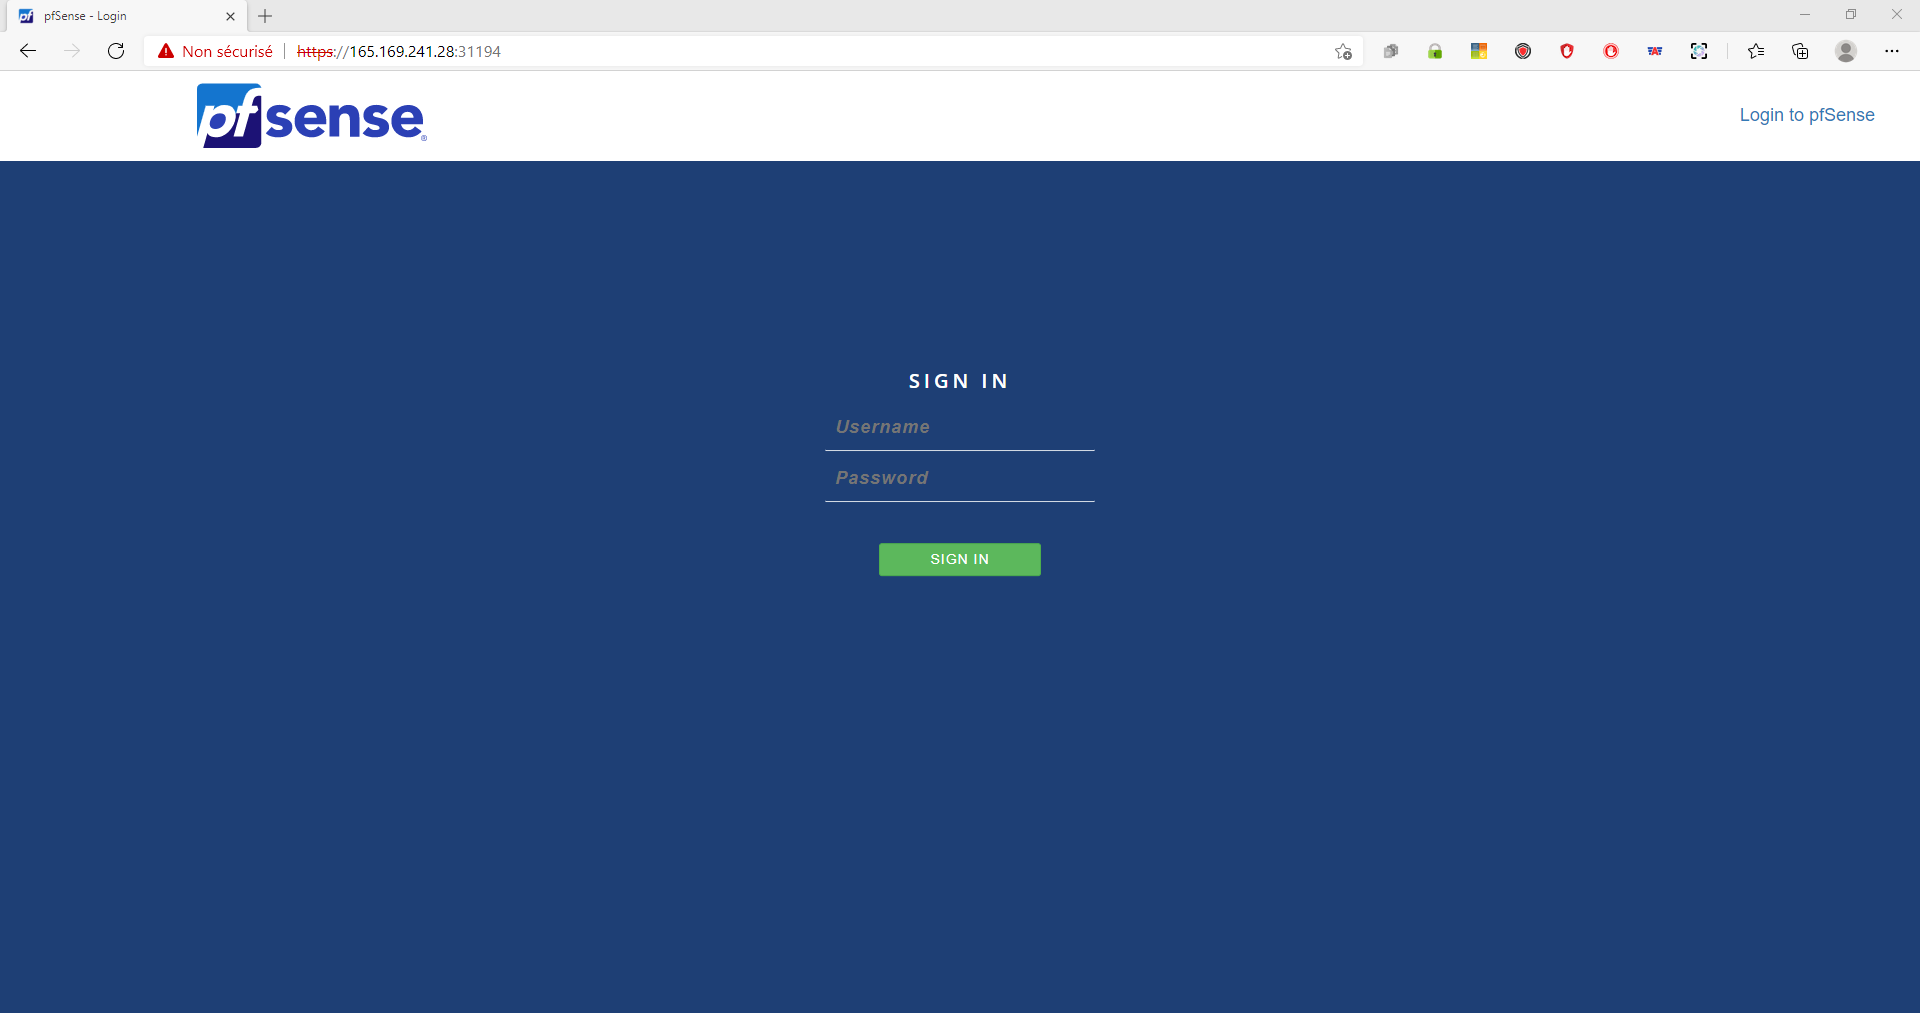 pfSense - Login
Non sécurisé
https://165.169.241.28:31194
pfsense®
Login to pfSense
SIGN IN
Username
Password
SIGN IN